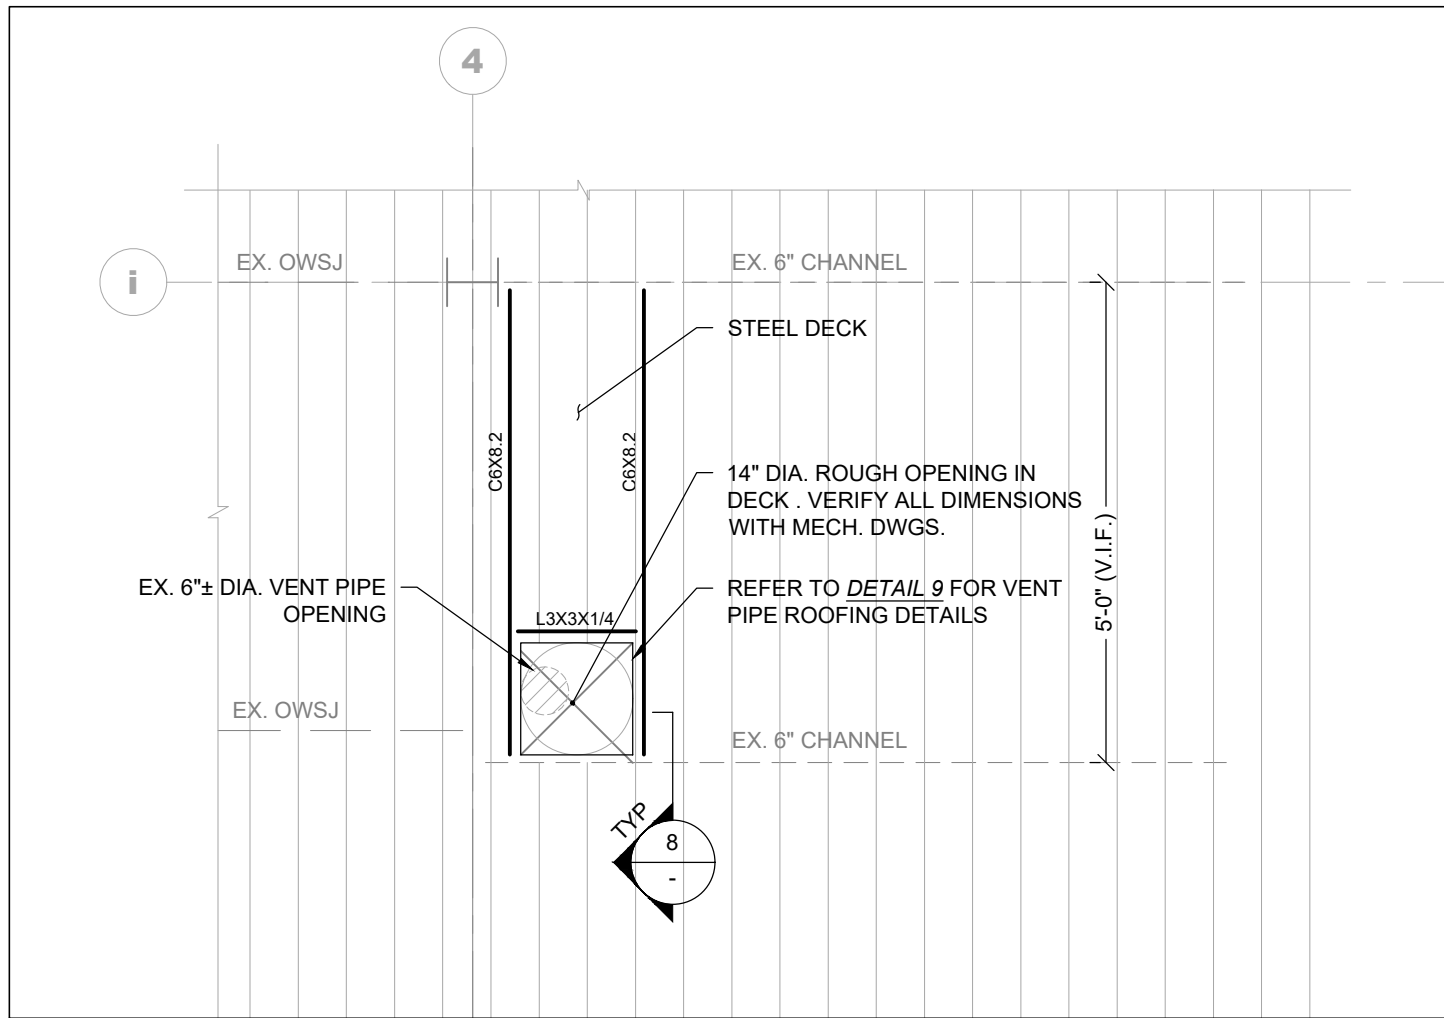 4
EX. OWSJ
EX. 6" CHANNEL
i
STEEL DECK
C6X8.2
C6X8.2
14" DIA. ROUGH OPENING IN
DECK . VERIFY ALL DIMENSIONS
WITH MECH. DWGS.
5'-0" (V.I.F.)
EX. 6"± DIA. VENT PIPE
OPENING
REFER TO DETAIL 9 FOR VENT
PIPE ROOFING DETAILS
L3X3X1/4
EX. OWSJ
EX. 6" CHANNEL
TYP
8
-